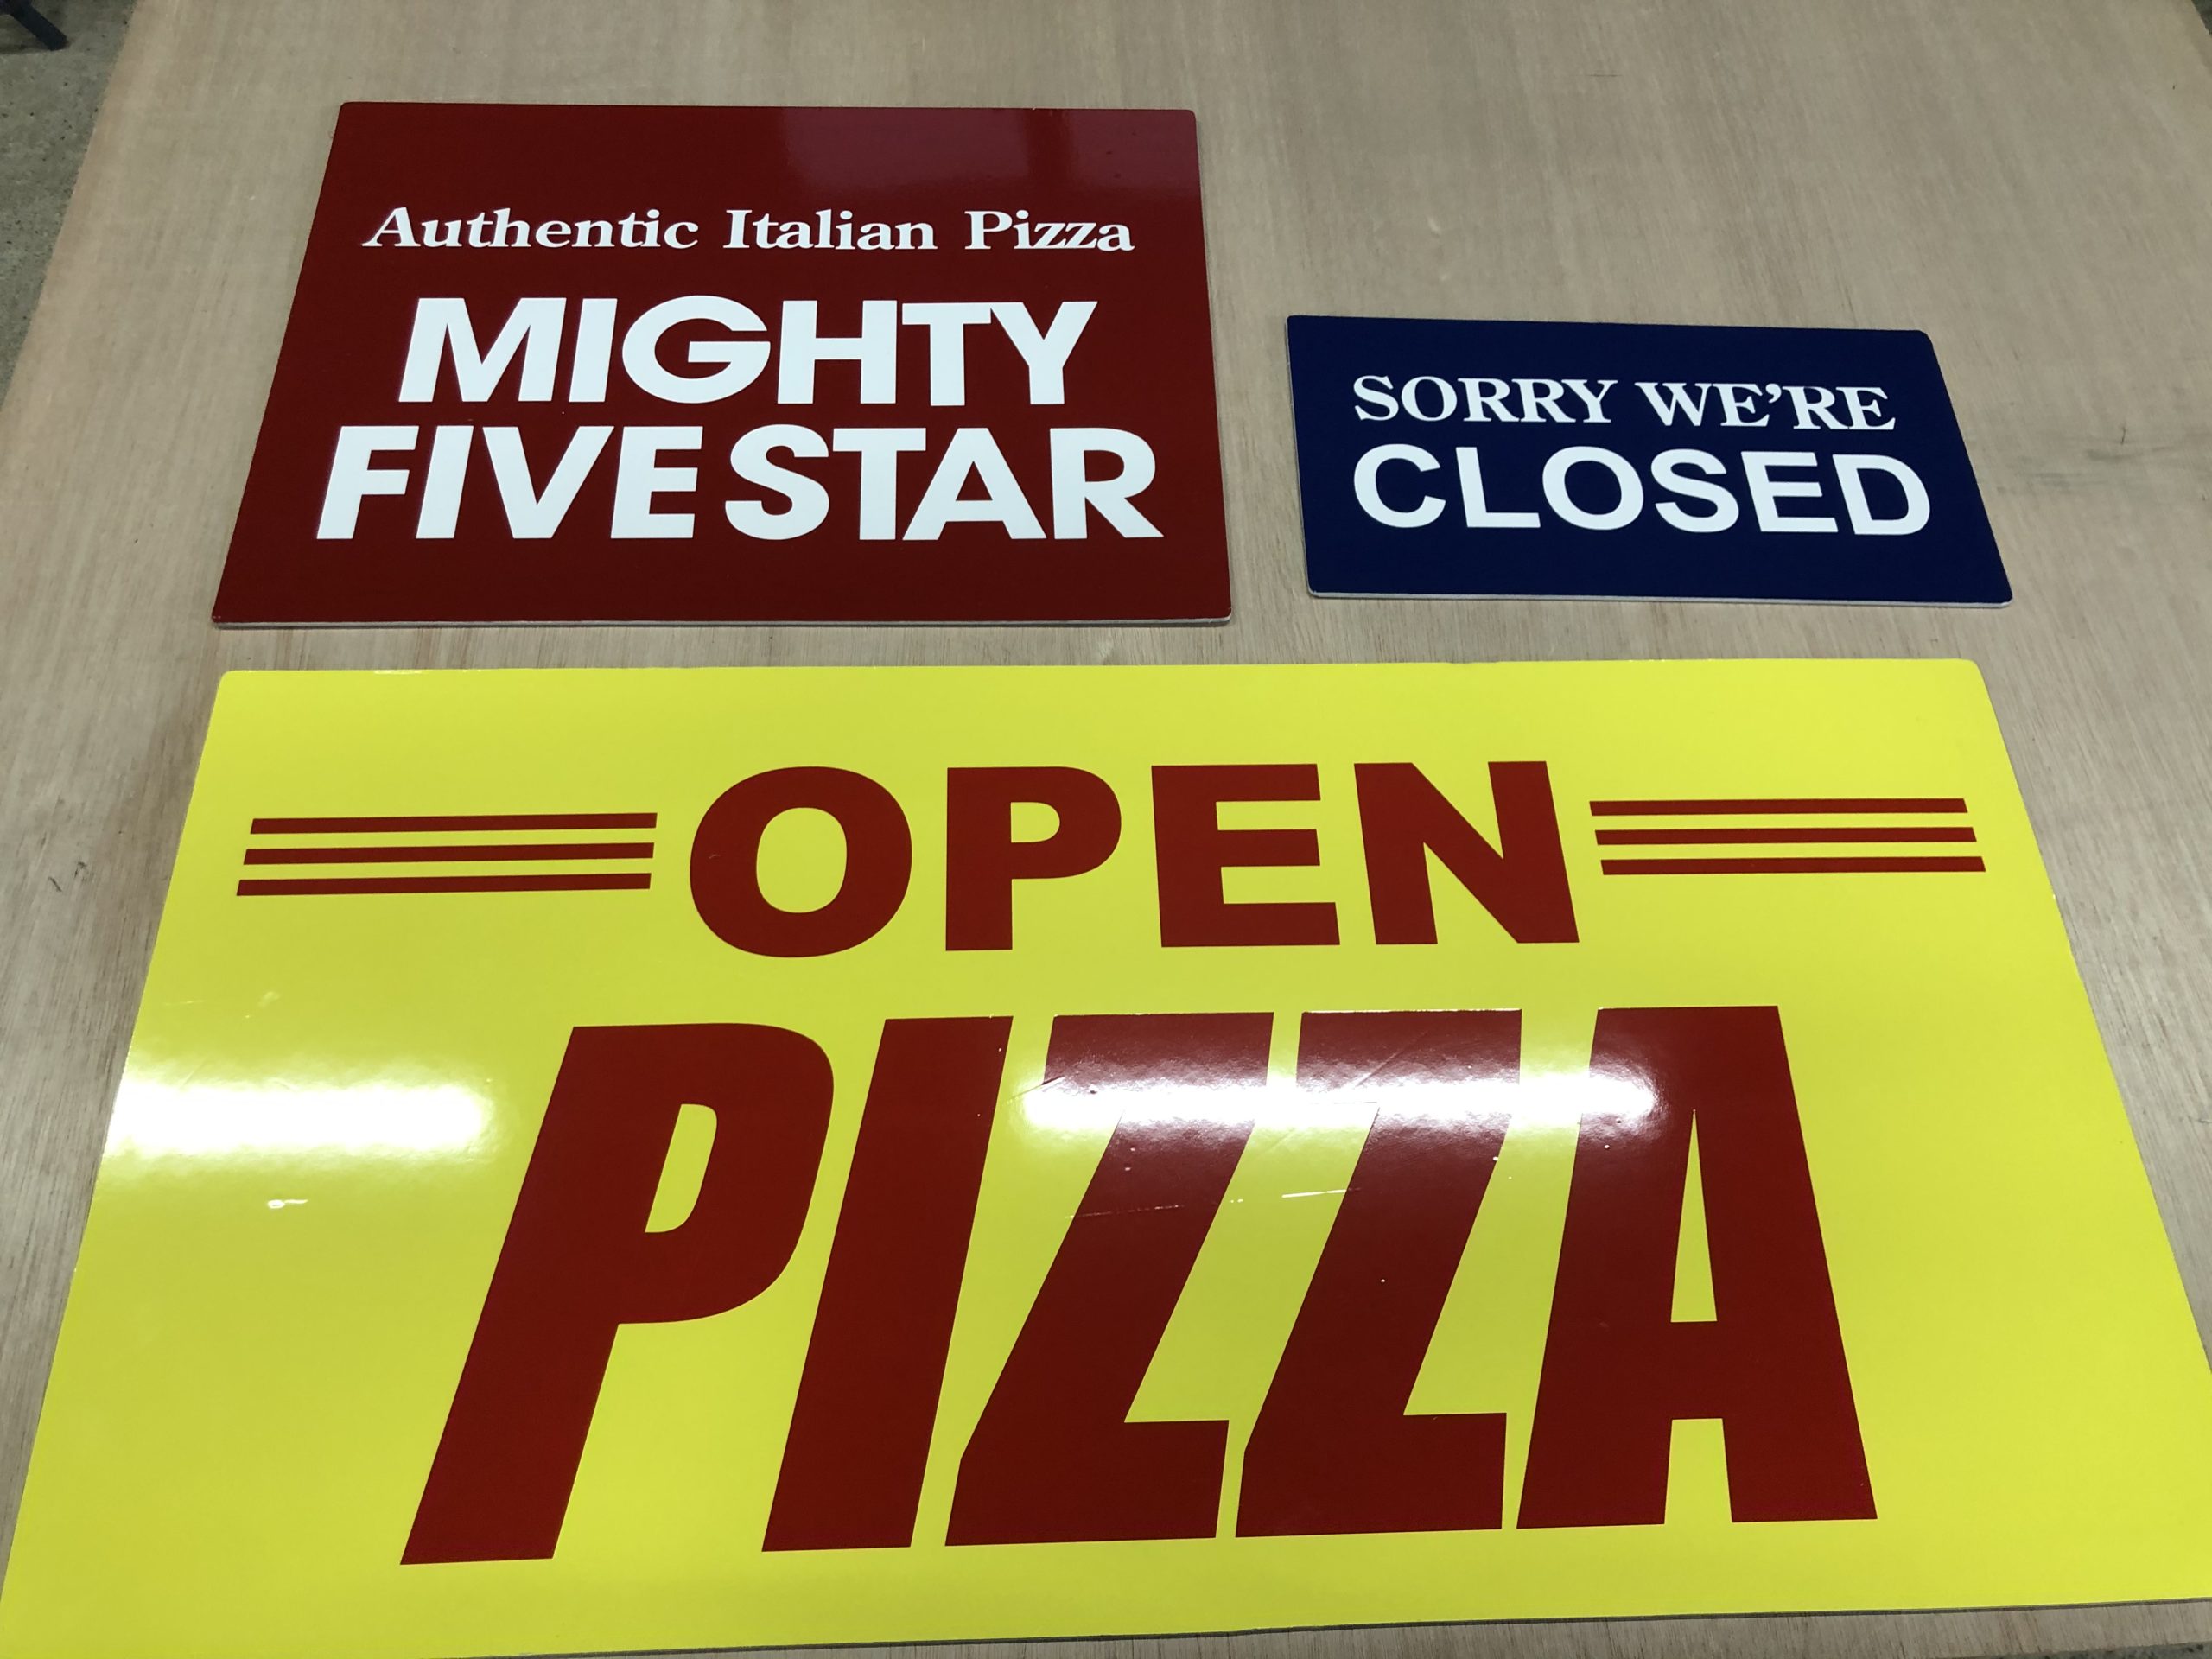 Authentic Italian Pizza
MIGHTY
FIVE STAR
SORRY WE'RE
CLOSED
OPEN
PIZZA